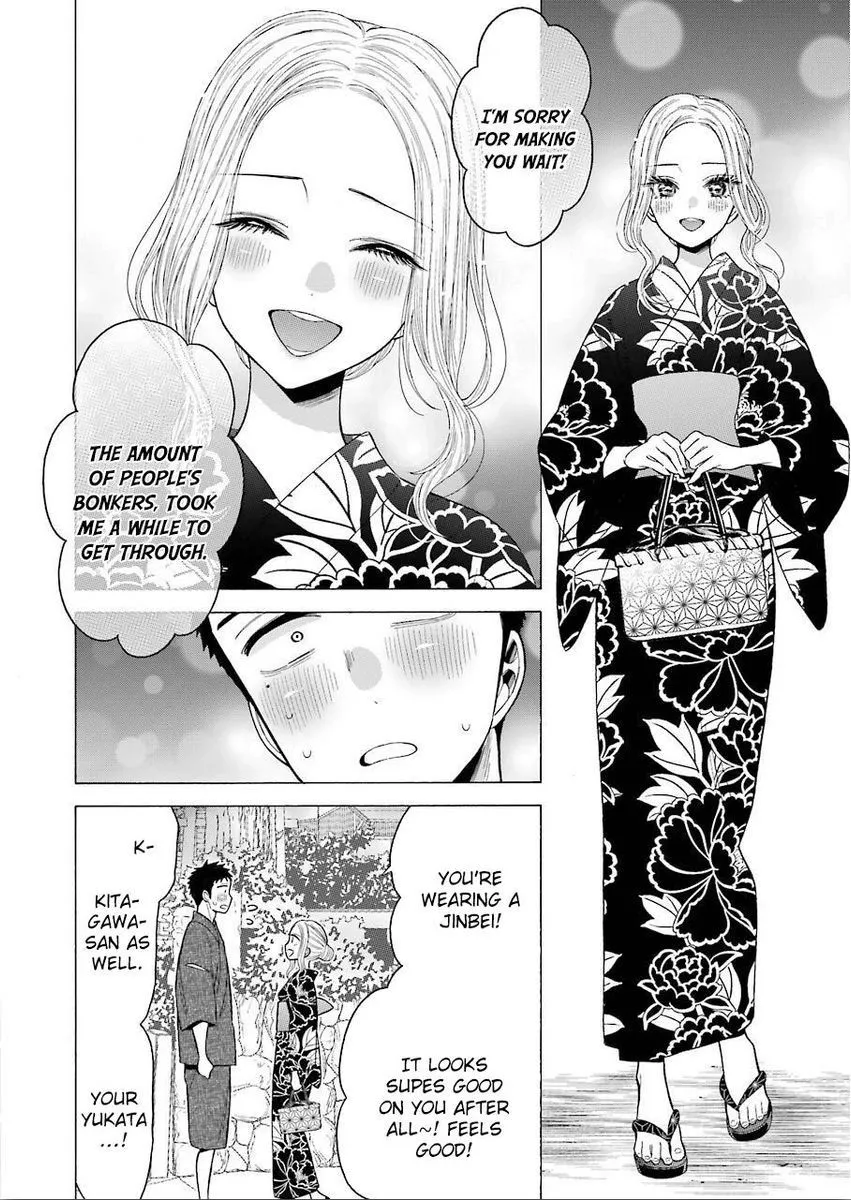 I'M SORRY
FOR MAKING
YOU WAIT!
THE AMOUNT
OF PEOPLE'S
BONKERS, TOOK
ME A WHILE TO
GET THROUGH.
YOU'RE
WEARING A
JINBEI!
IT LOOKS
SUPES GOOD
ON YOU AFTER
ALL~! FEELS
GOOD!
K-
KITA-
GAWA-
SAN AS
WELL.
YOUR
YUKATA
...!